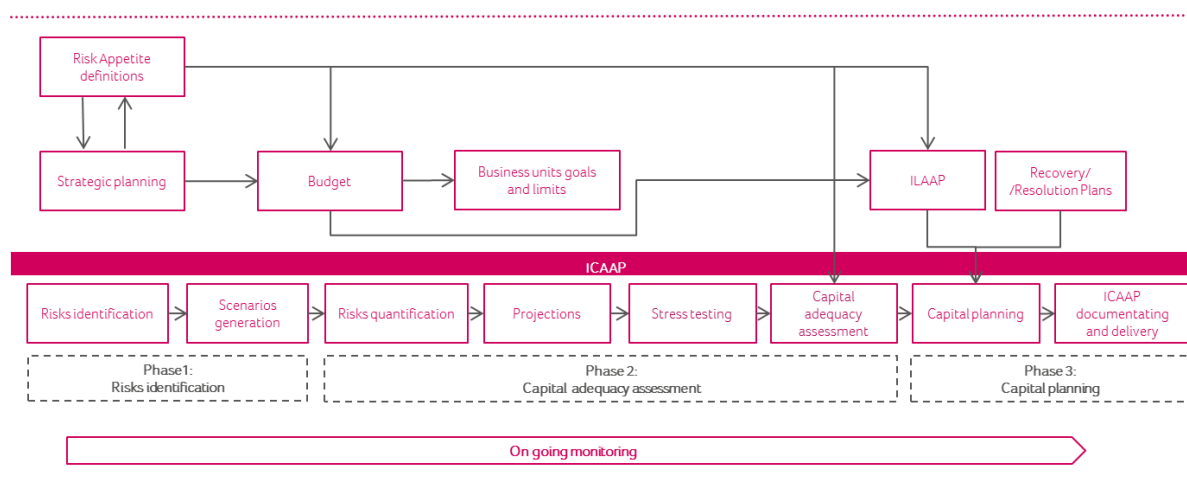 Risk Appetite
definitions
Strategic planning
Budget
Business units goals
and limits
ILAAP
Recovery/
/Resolution Plans
ICAAP
Risks identification
Scenarios
generation
Risks quantification
Projections
Stress testing
Capital
adequacy
assessment
Capital planning
ICAAP
documentating
and delivery
Phase1:
Risks identification
Phase 2:
Capital adequacy assessment
Phase 3:
Capital planning
On going monitoring